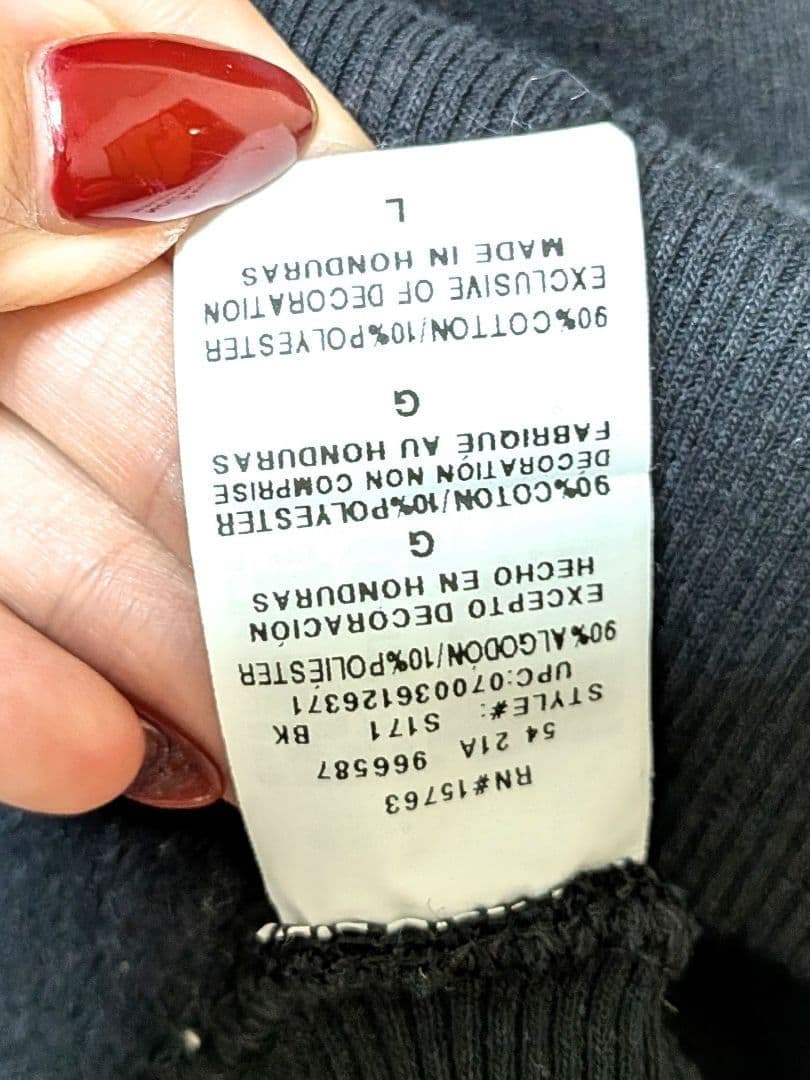 RN#15763
54 21A 966587
STYLE#: S171 BK
UPC:070036126371
90%ALGODÓN/10%POLIÉSTER
EXCEPTO DECORACIÓN
HECHO EN HONDURAS
G
90%COTON/10%POLYESTER
DÉCORATION NON COMPRISE
FABRIQUÉ AU HONDURAS
G
90%COTTON/10%POLYESTER
EXCLUSIVE OF DECORATION
MADE IN HONDURAS
L